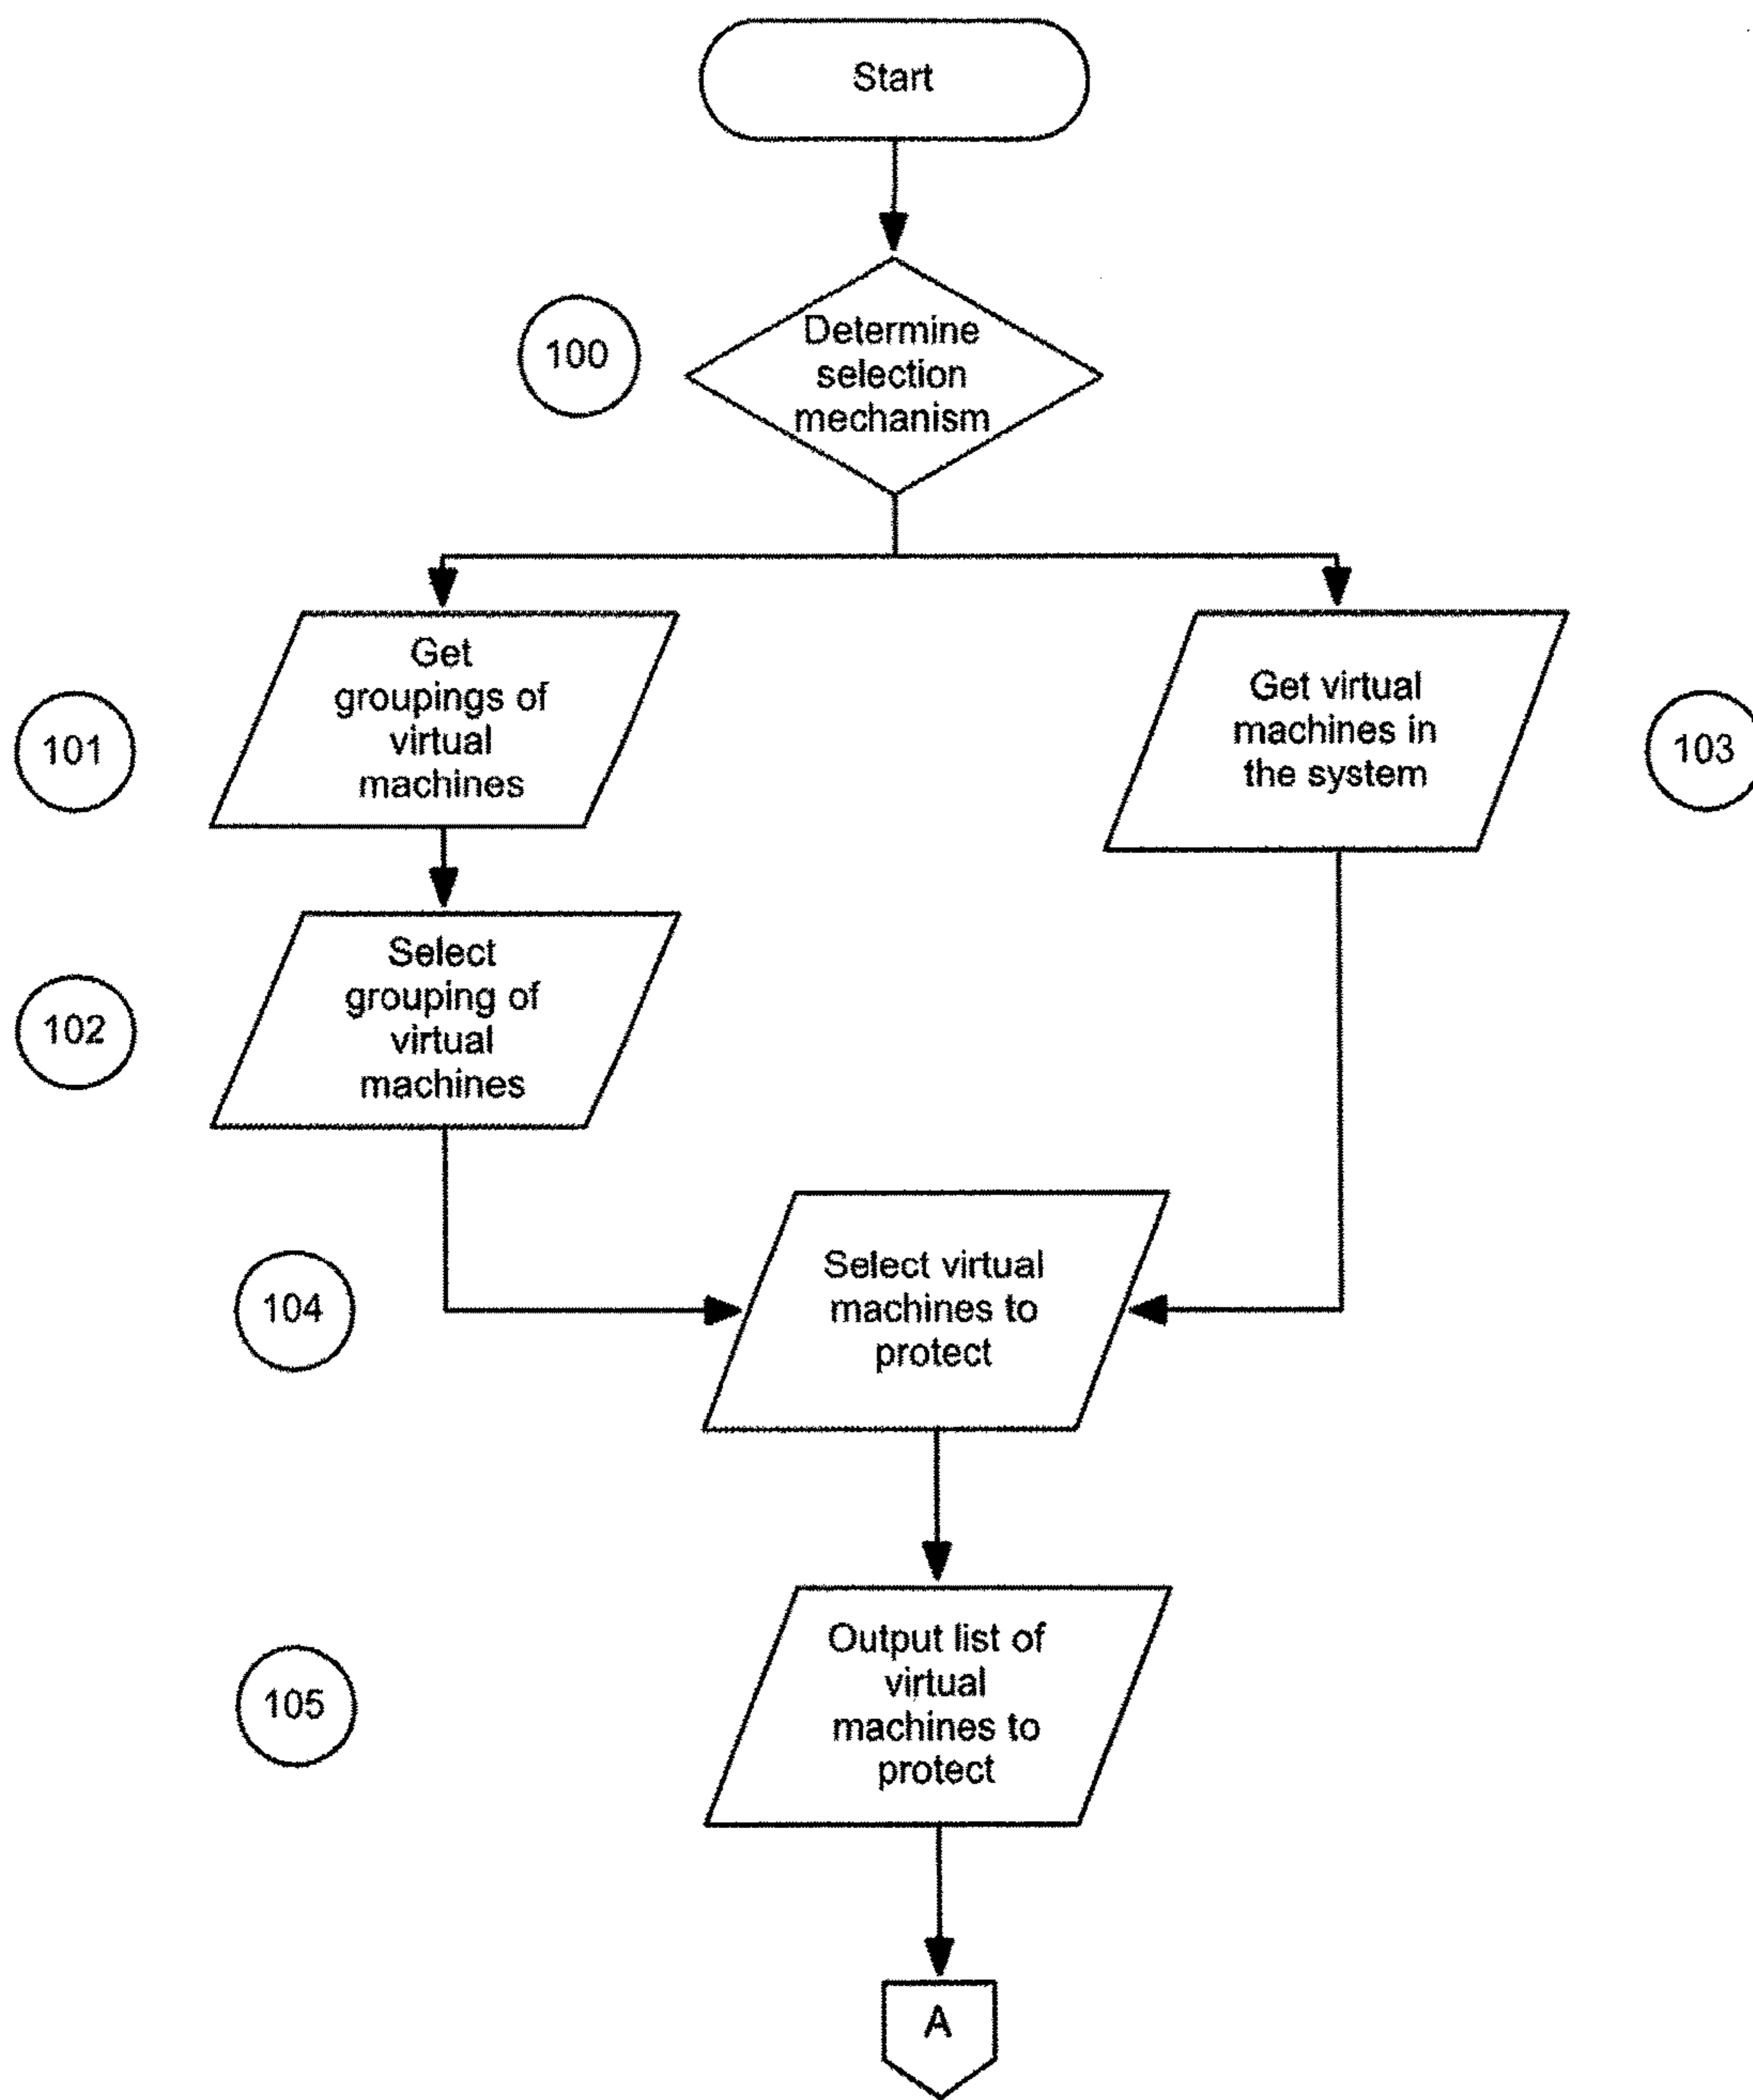 Start
100
Determine
selection
mechanism
101
Get
groupings of
virtual
machines
Get virtual
machines in
the system
103
102
Select
grouping of
virtual
machines
104
Select virtual
machines to
protect
105
Output list of
virtual
machines to
protect
A